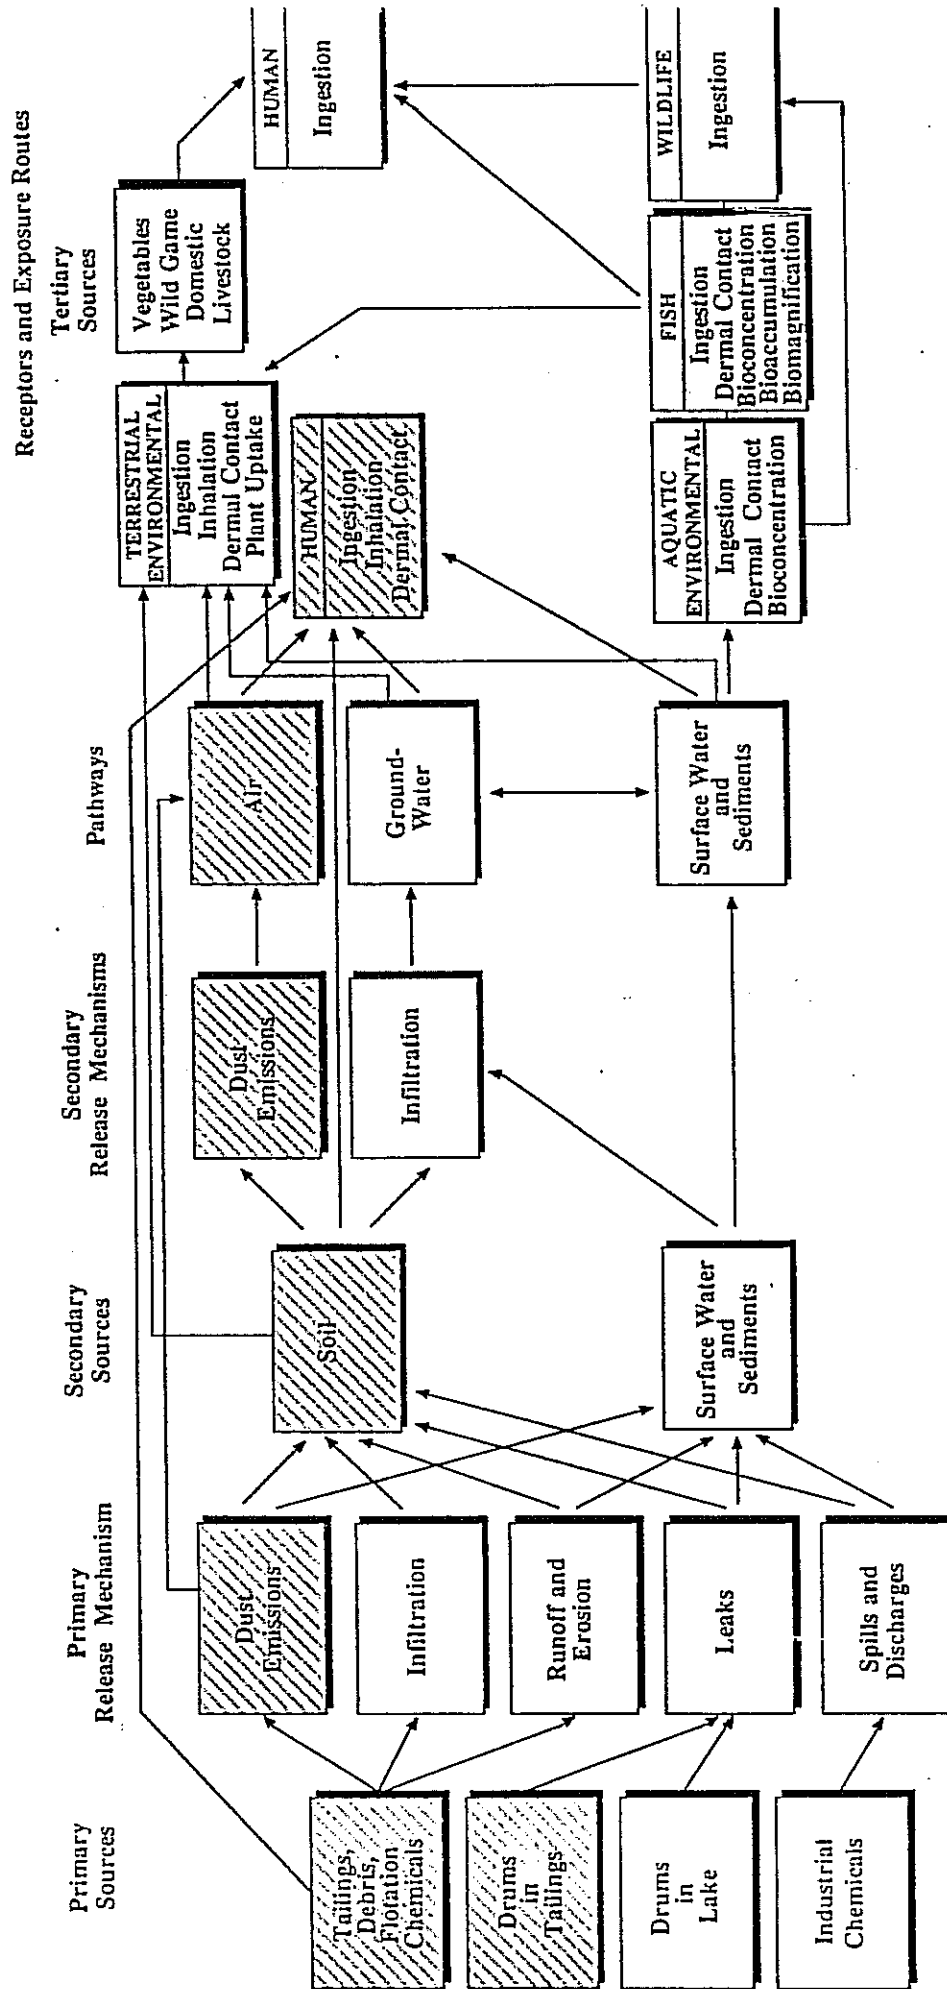 Receptors and Exposure Routes
Primary
Sources
Primary
Release Mechanism
Secondary
Sources
Secondary
Release Mechanisms
Pathways
Tertiary
Sources
Tailings,
Debris,
Flotation
Chemicals
Drums
in
Tailings
Drums
in
Lake
Industrial
Chemicals
Dust
Emissions
Infiltration
Runoff and
Erosion
Leaks
Spills and
Discharges
Soil
Surface Water
and
Sediments
Dust
Emissions
Infiltration
Air
Ground-
Water
Surface Water
and
Sediments
TERRESTRIAL
ENVIRONMENTAL
Ingestion
Inhalation
Dermal Contact
Plant Uptake
HUMAN
Ingestion
Inhalation
Dermal Contact
AQUATIC
ENVIRONMENTAL
Ingestion
Dermal Contact
Bioconcentration
Vegetables
Wild Game
Domestic
Livestock
FISH
Ingestion
Dermal Contact
Bioconcentration
Bioaccumulation
Biomagnification
HUMAN
Ingestion
WILDLIFE
Ingestion